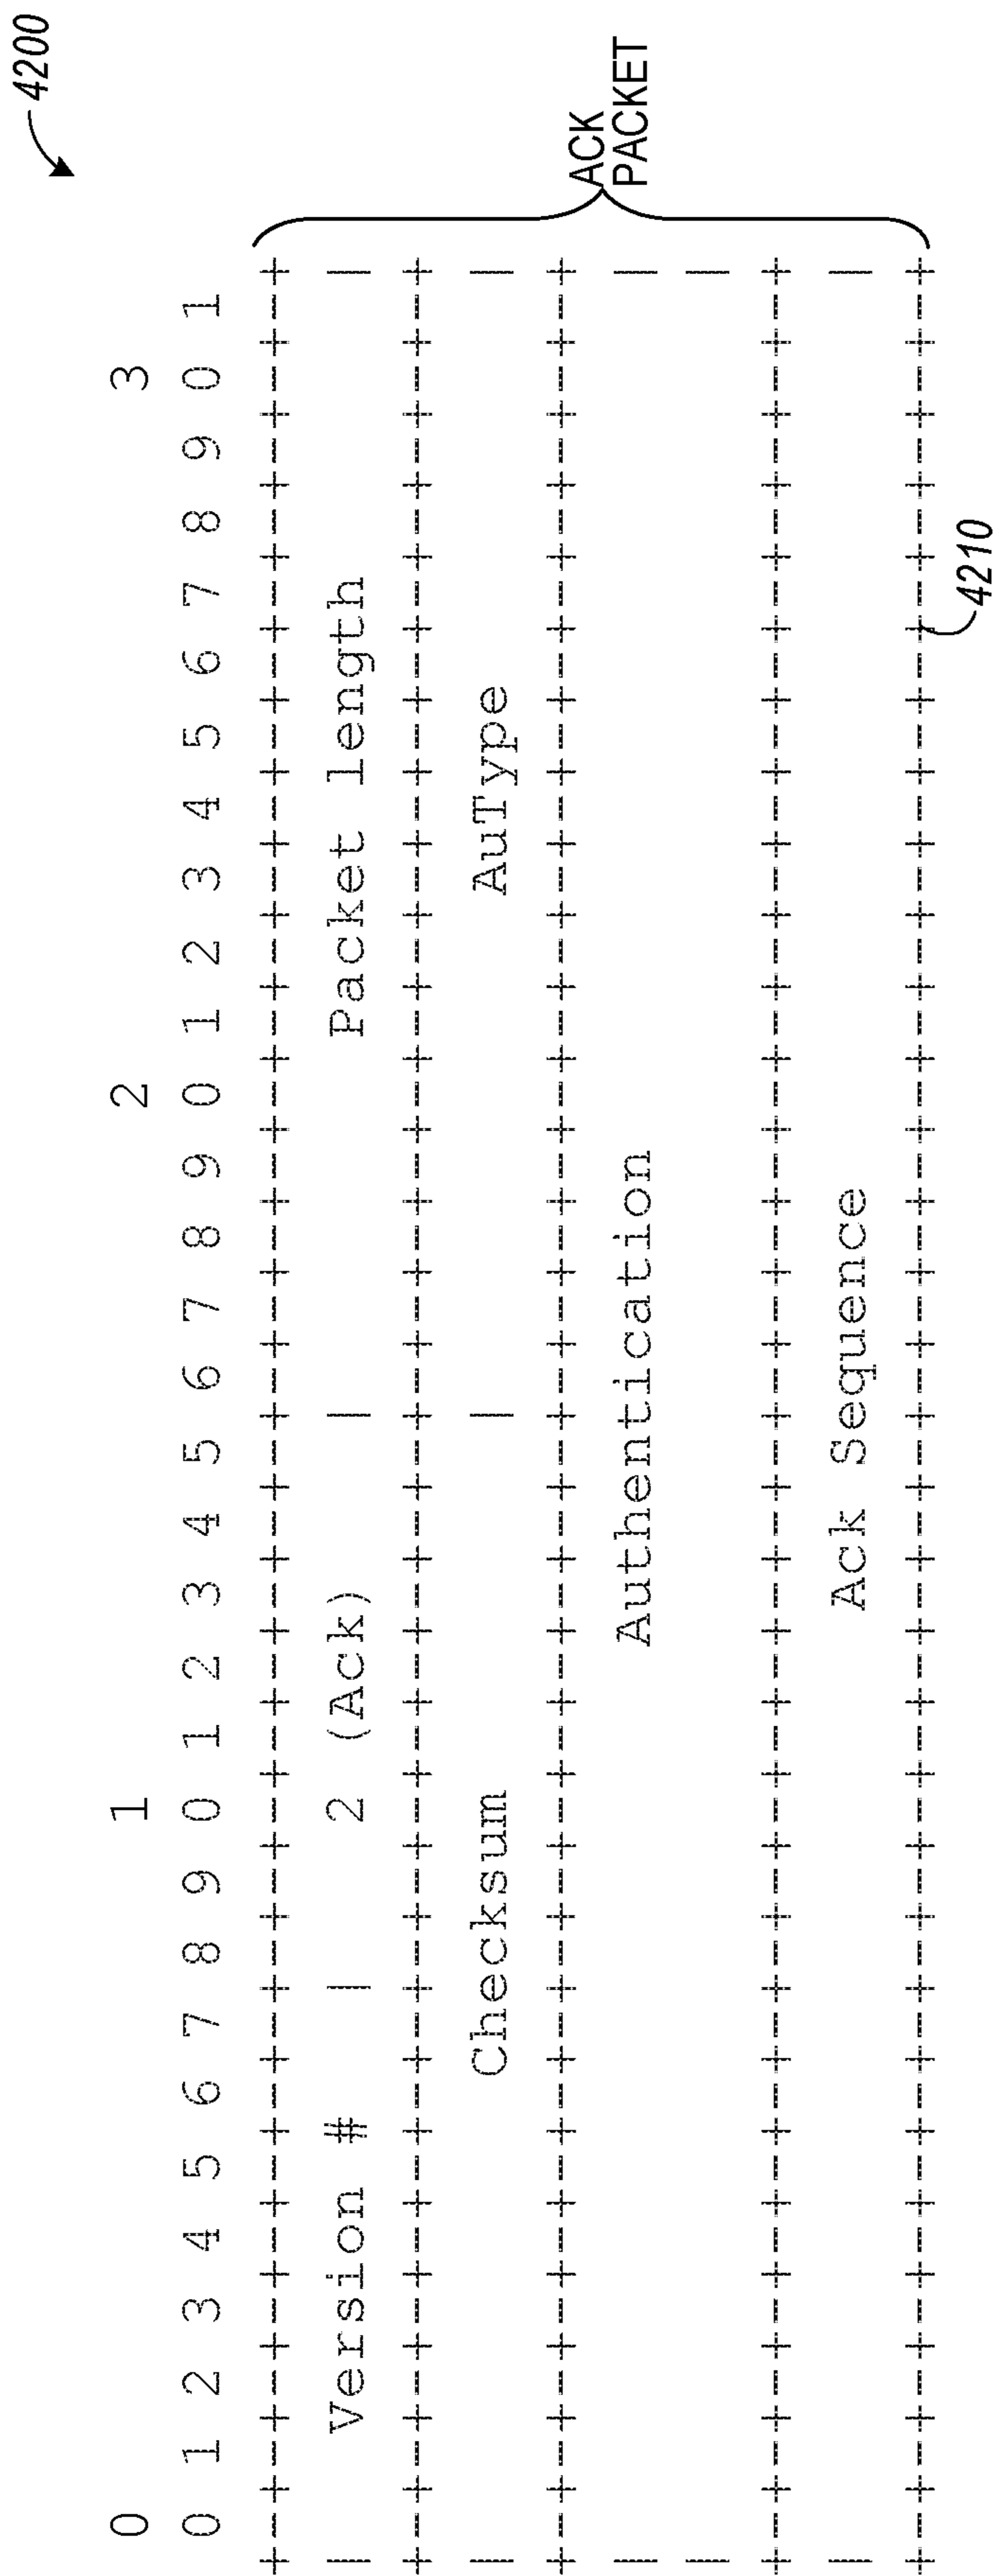 4200
0                   1                   2                   3
0 1 2 3 4 5 6 7 8 9 0 1 2 3 4 5 6 7 8 9 0 1 2 3 4 5 6 7 8 9 0 1
+-+-+-+-+-+-+-+-+-+-+-+-+-+-+-+-+-+-+-+-+-+-+-+-+-+-+-+-+-+-+-+-+
|   Version #   |    2 (Ack)    |          Packet length        |
+-+-+-+-+-+-+-+-+-+-+-+-+-+-+-+-+-+-+-+-+-+-+-+-+-+-+-+-+-+-+-+-+
|             Checksum          |              AuType           |
+-+-+-+-+-+-+-+-+-+-+-+-+-+-+-+-+-+-+-+-+-+-+-+-+-+-+-+-+-+-+-+-+
|                         Authentication                        |
|                                                               |
+-+-+-+-+-+-+-+-+-+-+-+-+-+-+-+-+-+-+-+-+-+-+-+-+-+-+-+-+-+-+-+-+
|                          Ack Sequence                         |
+-+-+-+-+-+-+-+-+-+-+-+-+-+-+-+-+-+-+-+-+-+-+-+-+-+-+-+-+-+-+-+-+
ACK
PACKET
4210